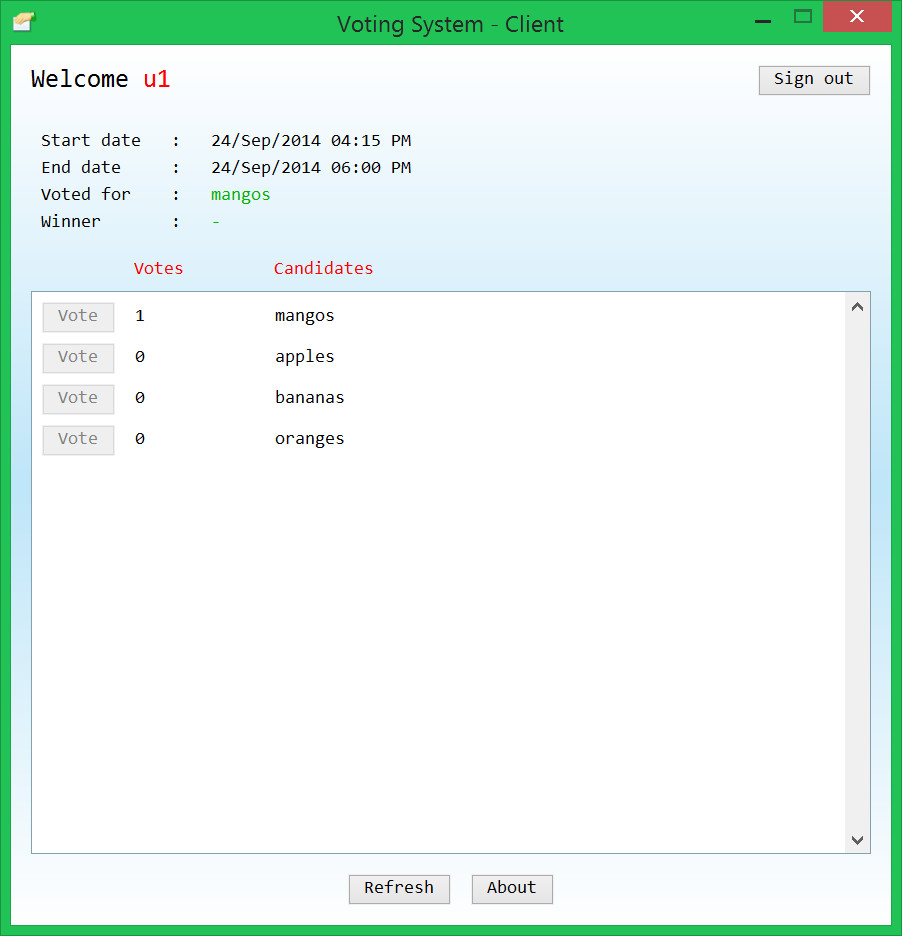 Voting System - Client
Welcome u1 Sign out
Start date : 24/Sep/2014 04:15 PM
End date : 24/Sep/2014 06:00 PM
Voted for : mangos
Winner : -
Votes Candidates
Vote 1 mangos
Vote 0 apples
Vote 0 bananas
Vote 0 oranges
Refresh About